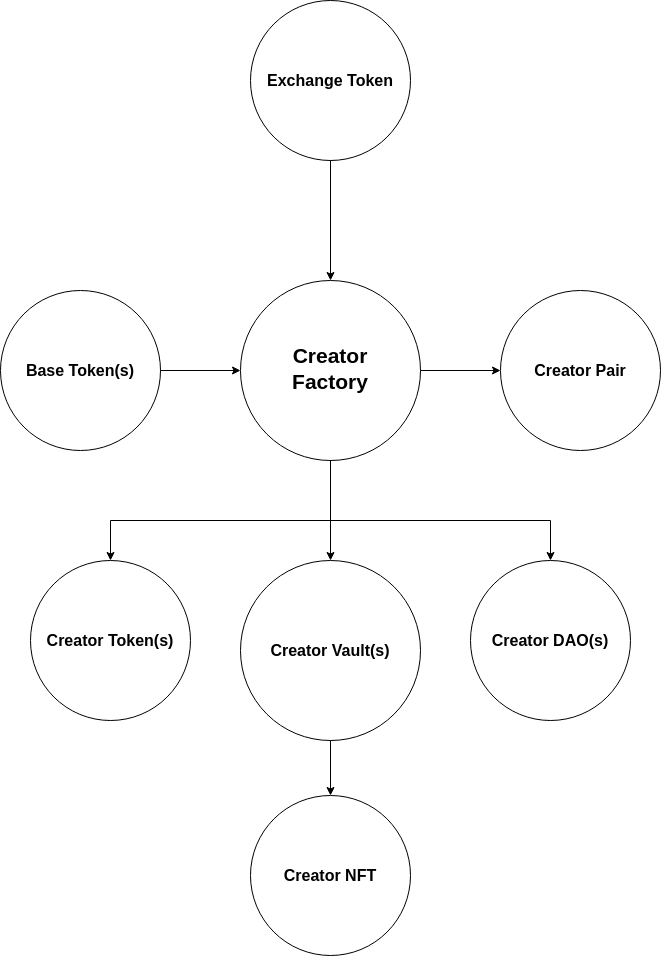 Exchange Token
Base Token(s)
Creator
Factory
Creator Pair
Creator Token(s)
Creator Vault(s)
Creator DAO(s)
Creator NFT